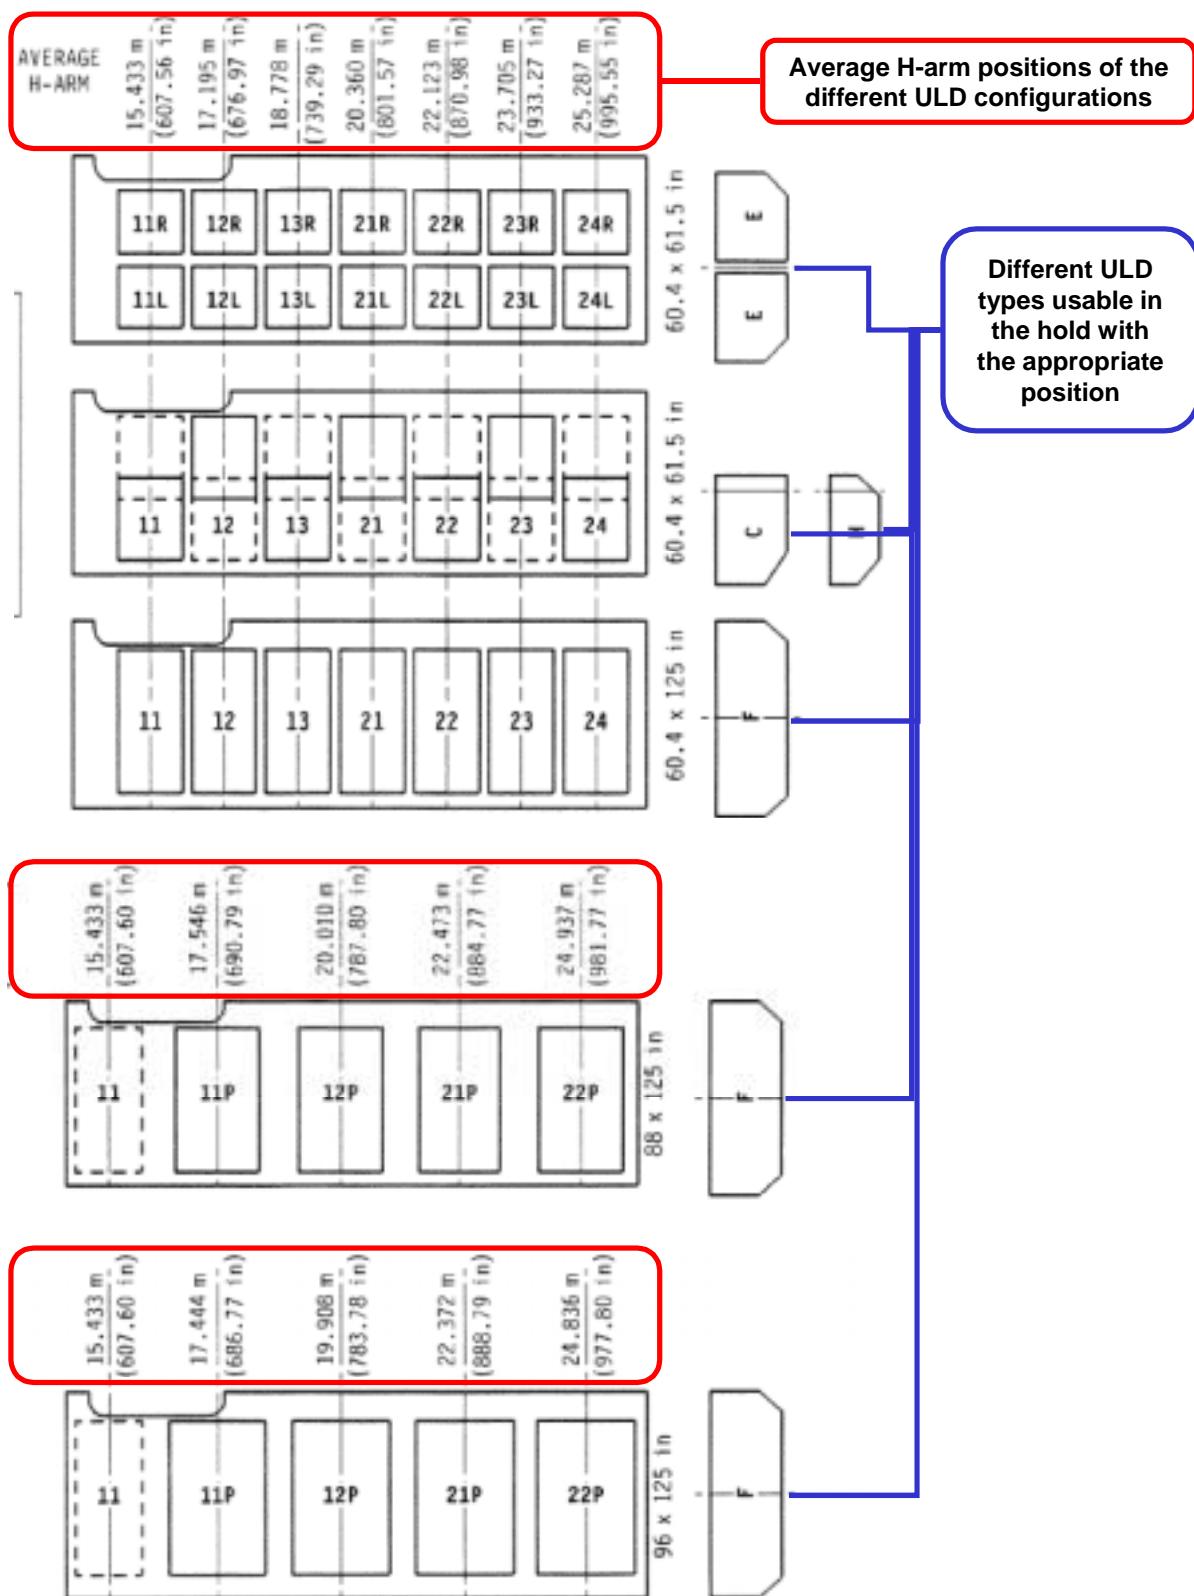 AVERAGE
H-ARM
15.433 m
(607.56 in)
17.195 m
(676.97 in)
18.778 m
(739.29 in)
20.360 m
(801.57 in)
22.123 m
(870.98 in)
23.705 m
(933.27 in)
25.287 m
(995.55 in)
Average H-arm positions of the
different ULD configurations
11R 12R 13R 21R 22R 23R 24R
11L 12L 13L 21L 22L 23L 24L
60.4 x 61.5 in
E
E
Different ULD
types usable in
the hold with
the appropriate
position
11 12 13 21 22 23 24
60.4 x 61.5 in
C
H
11 12 13 21 22 23 24
60.4 x 125 in
F
15.433 m
(607.60 in)
17.546 m
(690.79 in)
20.010 m
(787.80 in)
22.473 m
(884.77 in)
24.937 m
(981.77 in)
11 11P 12P 21P 22P
88 x 125 in
F
15.433 m
(607.60 in)
17.444 m
(686.77 in)
19.908 m
(783.78 in)
22.372 m
(888.79 in)
24.836 m
(977.80 in)
11 11P 12P 21P 22P
96 x 125 in
F